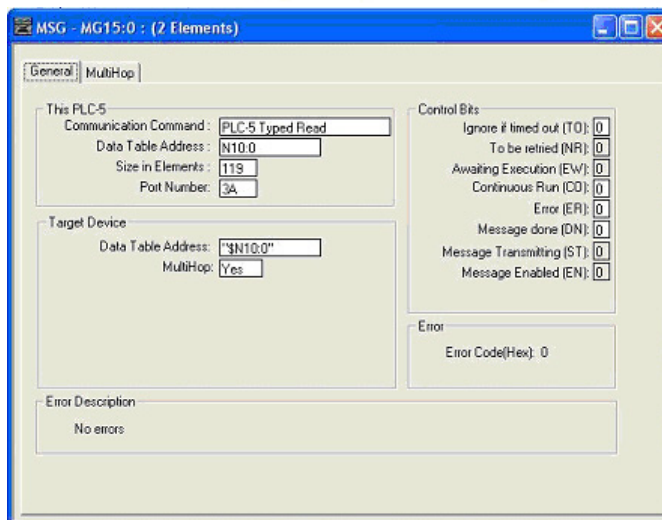 MSG - MG15:0 : (2 Elements)
General MultiHop
This PLC-5
Communication Command : PLC-5 Typed Read
Data Table Address : N10:0
Size in Elements : 119
Port Number: 3A
Target Device
Data Table Address: "$N10:0"
MultiHop: Yes
Control Bits
Ignore if timed out (TO): 0
To be retried (NR): 0
Awaiting Execution (EW): 0
Continuous Run (CO): 0
Error (ER): 0
Message done (DN): 0
Message Transmitting (ST): 0
Message Enabled (EN): 0
Error
Error Code(Hex): 0
Error Description
No errors